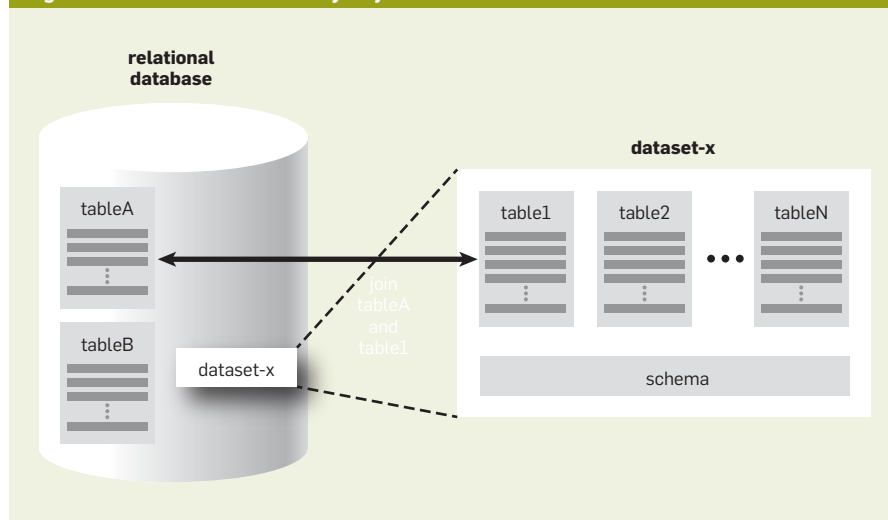 relational
database
tableA
tableB
dataset-x
join
tableA
and
table1
dataset-x
table1
table2
tableN
schema